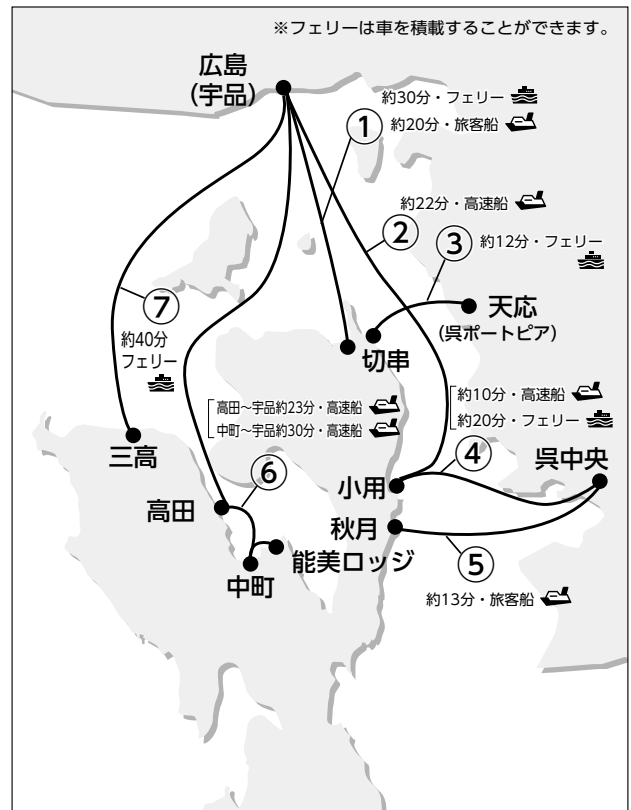 ※フェリーは車を積載することができます。
広島
(宇品)
約30分・フェリー
① 約20分・旅客船
約22分・高速船
②
③ 約12分・フェリー
天応
(呉ポートピア)
切串
⑦
約40分
フェリー
高田～宇品約23分・高速船
中町～宇品約30分・高速船
約10分・高速船
約20分・フェリー
④
三高
⑥
呉中央
小用
高田
秋月
能美ロッジ
⑤
中町
約13分・旅客船